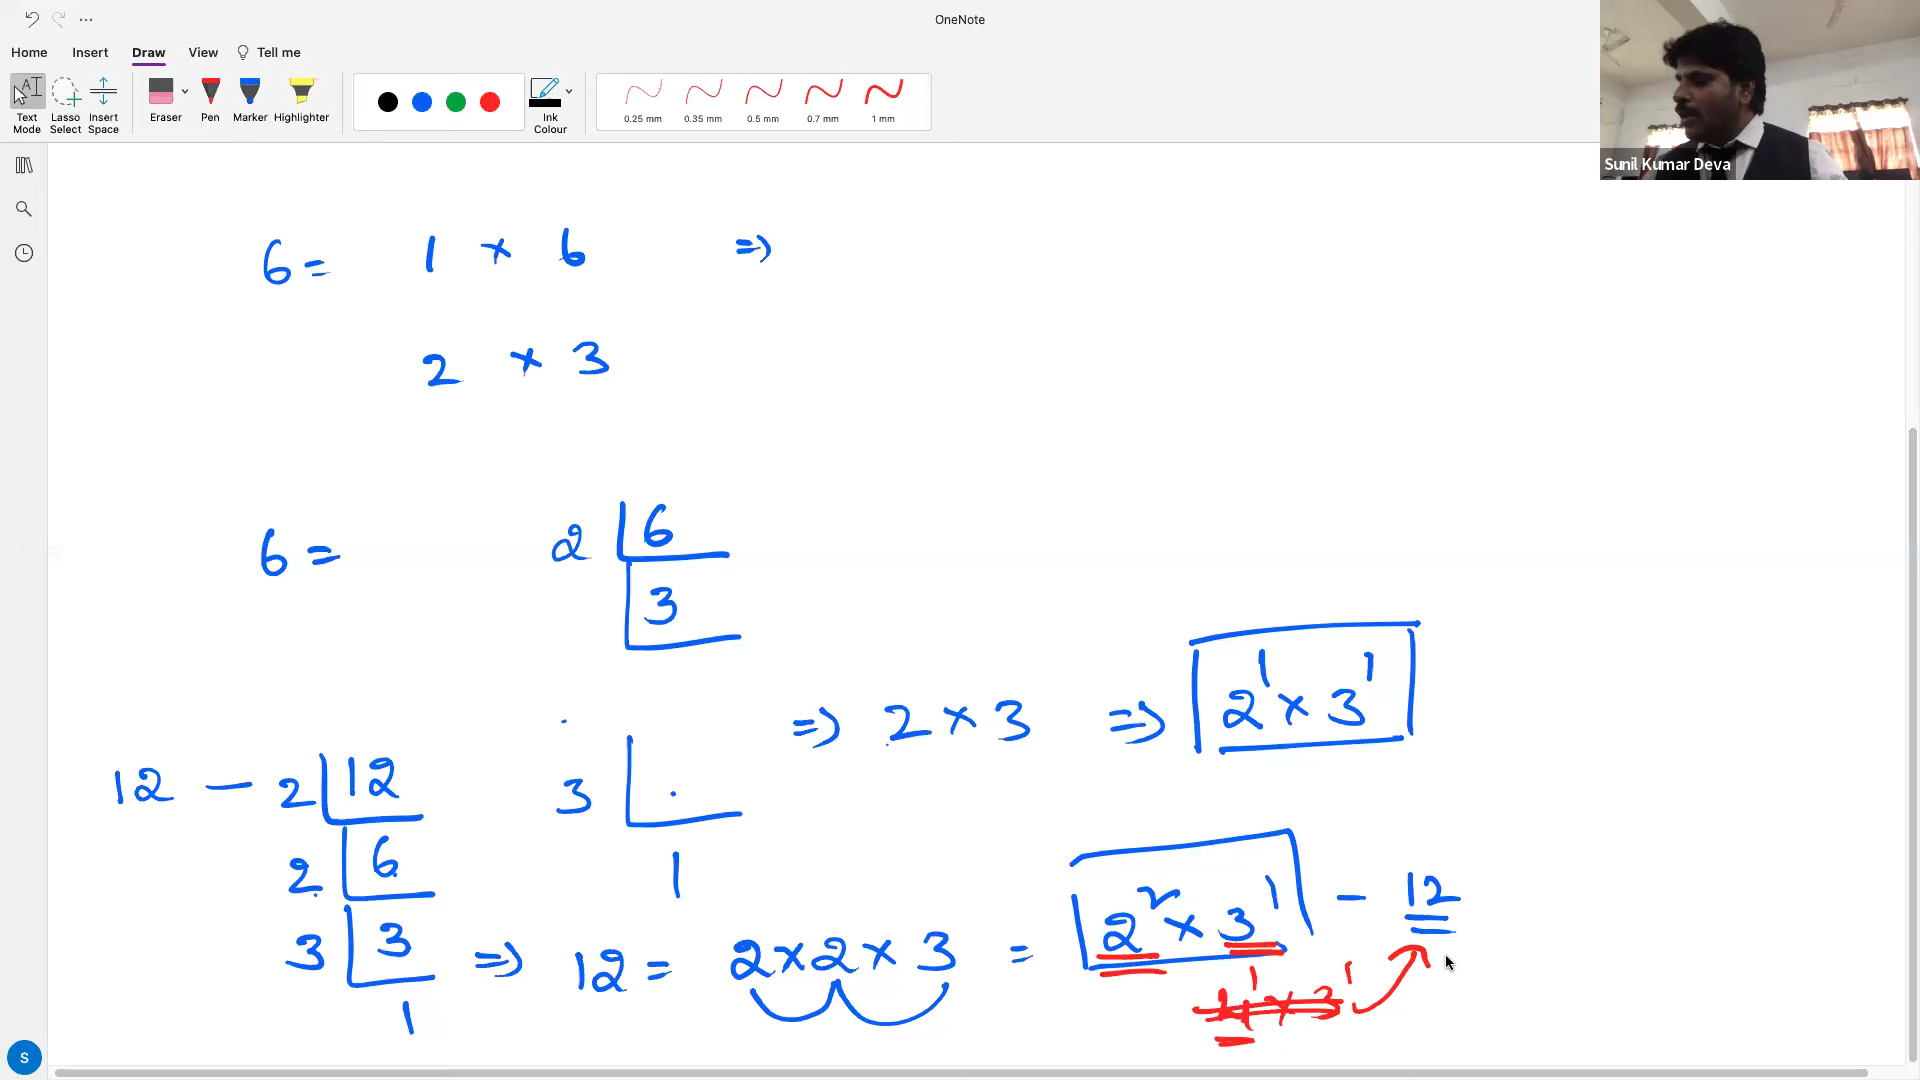 OneNote
Home Insert Draw View Tell me
Text Mode
Lasso Select
Insert Space
Eraser
Pen
Marker
Highlighter
Ink Colour
0.25 mm
0.35 mm
0.5 mm
0.7 mm
1 mm
Sunil Kumar Deva
6 = 1 × 6 ⇒
2 × 3
6 = 2 | 6
3
3 | .
1
⇒ 2 × 3 ⇒ 2¹ × 3¹
12 — 2 | 12
2 | 6
3 | 3
1
⇒ 12 = 2 × 2 × 3 = 2² × 3¹ - 12
4¹ × 3¹
S